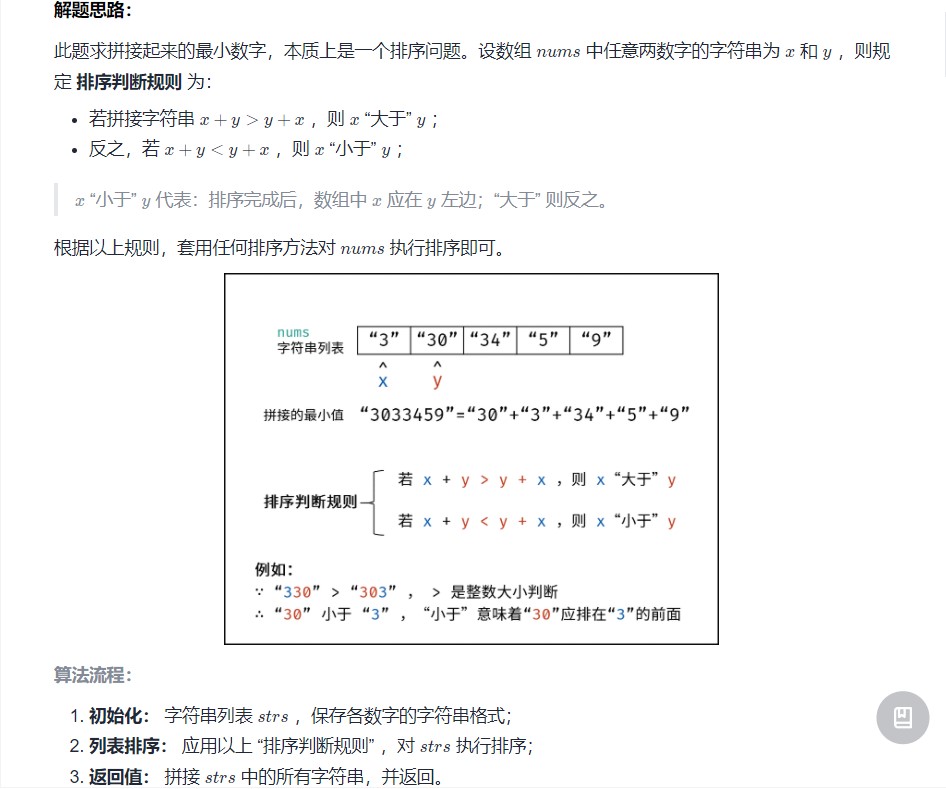 解题思路：
此题求拼接起来的最小数字，本质上是一个排序问题。设数组 nums 中任意两数字的字符串为 x 和 y ，则规
定 排序判断规则 为：
• 若拼接字符串 x + y > y + x ，则 x “大于” y ；
• 反之，若 x + y < y + x ，则 x “小于” y ；
x “小于” y 代表：排序完成后，数组中 x 应在 y 左边；“大于” 则反之。
根据以上规则，套用任何排序方法对 nums 执行排序即可。
nums
字符串列表 “3” “30” “34” “5” “9”
^ ^
x y
拼接的最小值 “3033459”=“30”+“3”+“34”+“5”+“9”
若 x + y > y + x ，则 x “大于” y
排序判断规则
若 x + y < y + x ，则 x “小于” y
例如：
∵ “330” > “303” ， > 是整数大小判断
∴ “30” 小于 “3” ， “小于” 意味着“30”应排在“3”的前面
算法流程：
1. 初始化： 字符串列表 strs ，保存各数字的字符串格式；
2. 列表排序： 应用以上 “排序判断规则” ，对 strs 执行排序；
3. 返回值： 拼接 strs 中的所有字符串，并返回。